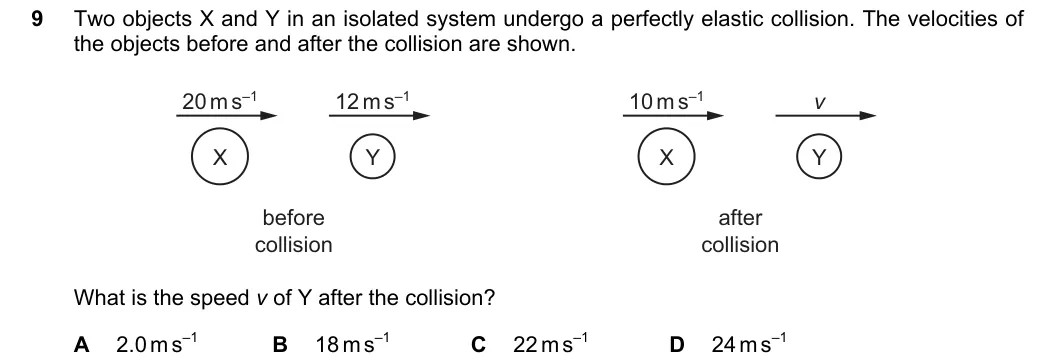 9 Two objects X and Y in an isolated system undergo a perfectly elastic collision. The velocities of
the objects before and after the collision are shown.
20 m s⁻¹ 12 m s⁻¹ 10 m s⁻¹ v
X Y X Y
before after
collision collision
What is the speed v of Y after the collision?
A 2.0 m s⁻¹ B 18 m s⁻¹ C 22 m s⁻¹ D 24 m s⁻¹